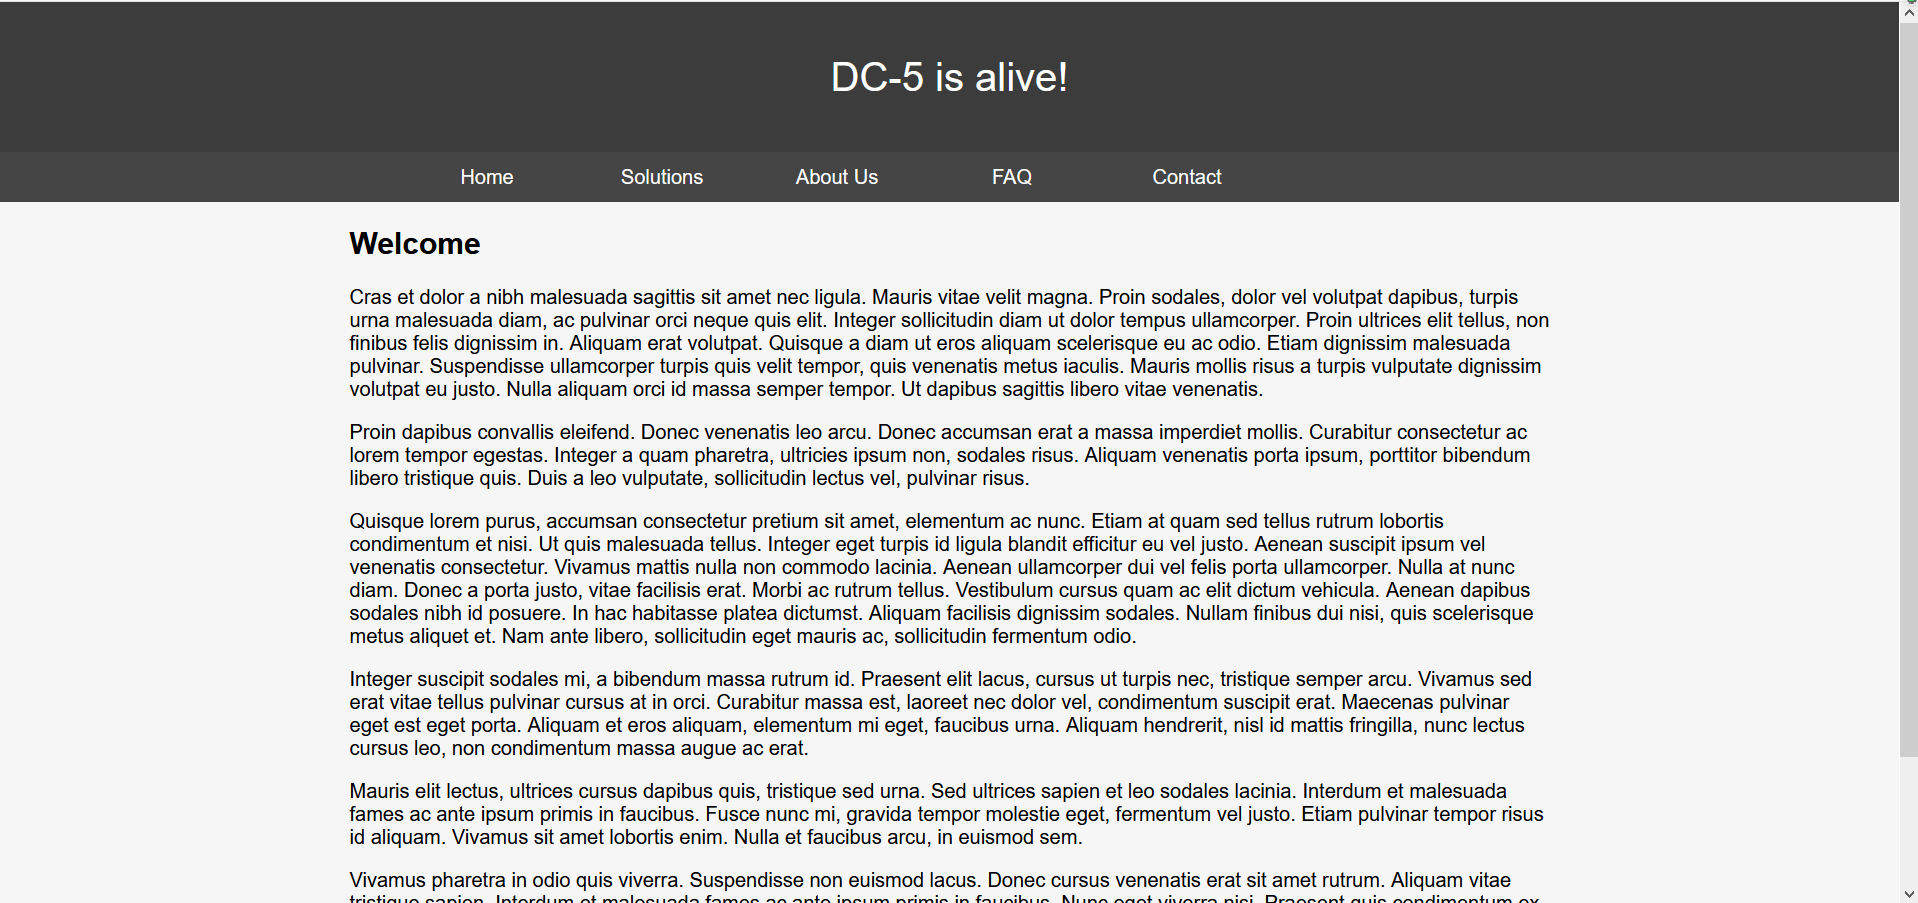 DC-5 is alive!
Home Solutions About Us FAQ Contact
Welcome
Cras et dolor a nibh malesuada sagittis sit amet nec ligula. Mauris vitae velit magna. Proin sodales, dolor vel volutpat dapibus, turpis
urna malesuada diam, ac pulvinar orci neque quis elit. Integer sollicitudin diam ut dolor tempus ullamcorper. Proin ultrices elit tellus, non
finibus felis dignissim in. Aliquam erat volutpat. Quisque a diam ut eros aliquam scelerisque eu ac odio. Etiam dignissim malesuada
pulvinar. Suspendisse ullamcorper turpis quis velit tempor, quis venenatis metus iaculis. Mauris mollis risus a turpis vulputate dignissim
volutpat eu justo. Nulla aliquam orci id massa semper tempor. Ut dapibus sagittis libero vitae venenatis.
Proin dapibus convallis eleifend. Donec venenatis leo arcu. Donec accumsan erat a massa imperdiet mollis. Curabitur consectetur ac
lorem tempor egestas. Integer a quam pharetra, ultricies ipsum non, sodales risus. Aliquam venenatis porta ipsum, porttitor bibendum
libero tristique quis. Duis a leo vulputate, sollicitudin lectus vel, pulvinar risus.
Quisque lorem purus, accumsan consectetur pretium sit amet, elementum ac nunc. Etiam at quam sed tellus rutrum lobortis
condimentum et nisi. Ut quis malesuada tellus. Integer eget turpis id ligula blandit efficitur eu vel justo. Aenean suscipit ipsum vel
venenatis consectetur. Vivamus mattis nulla non commodo lacinia. Aenean ullamcorper dui vel felis porta ullamcorper. Nulla at nunc
diam. Donec a porta justo, vitae facilisis erat. Morbi ac rutrum tellus. Vestibulum cursus quam ac elit dictum vehicula. Aenean dapibus
sodales nibh id posuere. In hac habitasse platea dictumst. Aliquam facilisis dignissim sodales. Nullam finibus dui nisi, quis scelerisque
metus aliquet et. Nam ante libero, sollicitudin eget mauris ac, sollicitudin fermentum odio.
Integer suscipit sodales mi, a bibendum massa rutrum id. Praesent elit lacus, cursus ut turpis nec, tristique semper arcu. Vivamus sed
erat vitae tellus pulvinar cursus at in orci. Curabitur massa est, laoreet nec dolor vel, condimentum suscipit erat. Maecenas pulvinar
eget est eget porta. Aliquam et eros aliquam, elementum mi eget, faucibus urna. Aliquam hendrerit, nisl id mattis fringilla, nunc lectus
cursus leo, non condimentum massa augue ac erat.
Mauris elit lectus, ultrices cursus dapibus quis, tristique sed urna. Sed ultrices sapien et leo sodales lacinia. Interdum et malesuada
fames ac ante ipsum primis in faucibus. Fusce nunc mi, gravida tempor molestie eget, fermentum vel justo. Etiam pulvinar tempor risus
id aliquam. Vivamus sit amet lobortis enim. Nulla et faucibus arcu, in euismod sem.
Vivamus pharetra in odio quis viverra. Suspendisse non euismod lacus. Donec cursus venenatis erat sit amet rutrum. Aliquam vitae
tristique sapien. Interdum et malesuada fames ac ante ipsum primis in faucibus. Nunc eget viverra nisi. Praesent quis condimentum ex